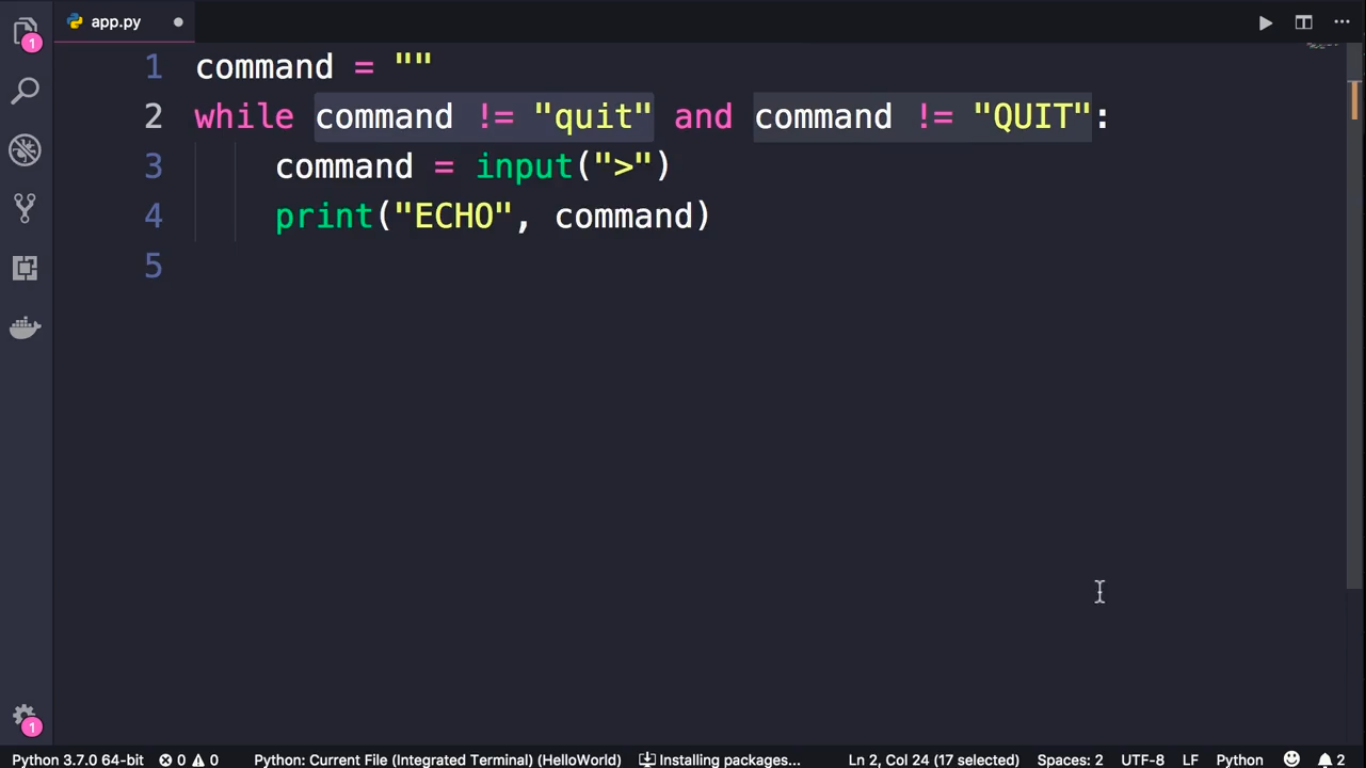 app.py
1 command = ""
2 while command != "quit" and command != "QUIT":
3 command = input(">")
4 print("ECHO", command)
5
1
1
Python 3.7.0 64-bit 0 0 Python: Current File (Integrated Terminal) (HelloWorld) Installing packages... Ln 2, Col 24 (17 selected) Spaces: 2 UTF-8 LF Python 2